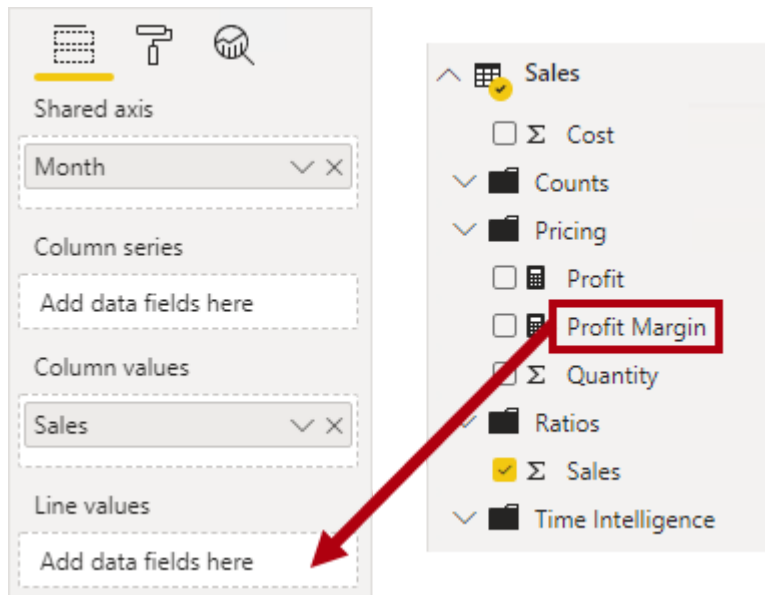 Shared axis
Month
Column series
Add data fields here
Column values
Sales
Line values
Add data fields here
Sales
Σ Cost
Counts
Pricing
Profit
Profit Margin
Σ Quantity
Ratios
Σ Sales
Time Intelligence